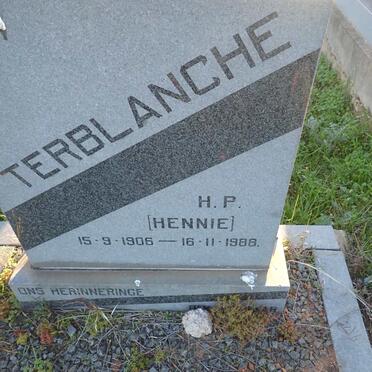 TERBLANCHE
H.P.
[HENNIE]
15-9-1906 — 16-11-1988.
ONS HERINNERINGE